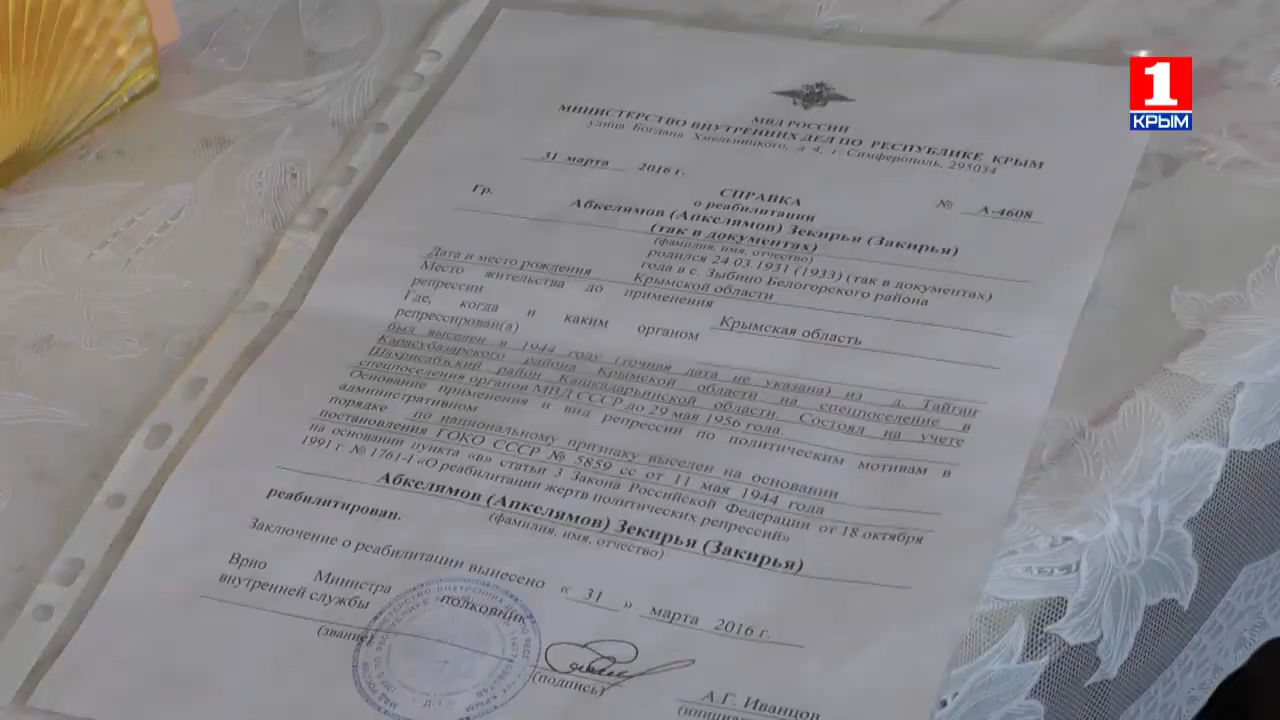 1
КРЫМ
МВД РОССИИ
МИНИСТЕРСТВО ВНУТРЕННИХ ДЕЛ ПО РЕСПУБЛИКЕ КРЫМ
улица Богдана Хмельницкого, д 4, г. Симферополь, 295034
31 марта 2016 г.
СПРАВКА
о реабилитации
№ А-4608
Гр. Абкелямов (Апкелямов) Зекирья (Закирья)
(так в документах)
(фамилия, имя, отчество)
Дата и место рождения родился 24.03.1931 (1933) (так в документах)
года в с. Зыбино Белогорского района
Крымской области
Место жительства до применения
репрессии Крымская область
Где, когда и каким органом
репрессирован(а)
был выселен в 1944 году (точная дата не указана) из д. Тайган
Карасубазарского района Крымской области на спецпоселение в
Шахрисабзский район Кашкадарьинской области. Состоял на учете
спецпоселения органов МВД СССР до 29 мая 1956 года.
Основание применения и вид репрессии по политическим мотивам в
административном
порядке по национальному признаку выселен на основании
постановления ГОКО СССР № 5859 сс от 11 мая 1944 года
на основании пункта «в» статьи 3 Закона Российской Федерации от 18 октября
1991 г. № 1761-I «О реабилитации жертв политических репрессий»
Абкелямов (Апкелямов) Зекирья (Закирья)
(фамилия, имя, отчество)
реабилитирован.
Заключение о реабилитации вынесено « 31 » марта 2016 г.
Врио Министра полковник
внутренней службы
(звание)
(подпись)
А.Г. Иванцов